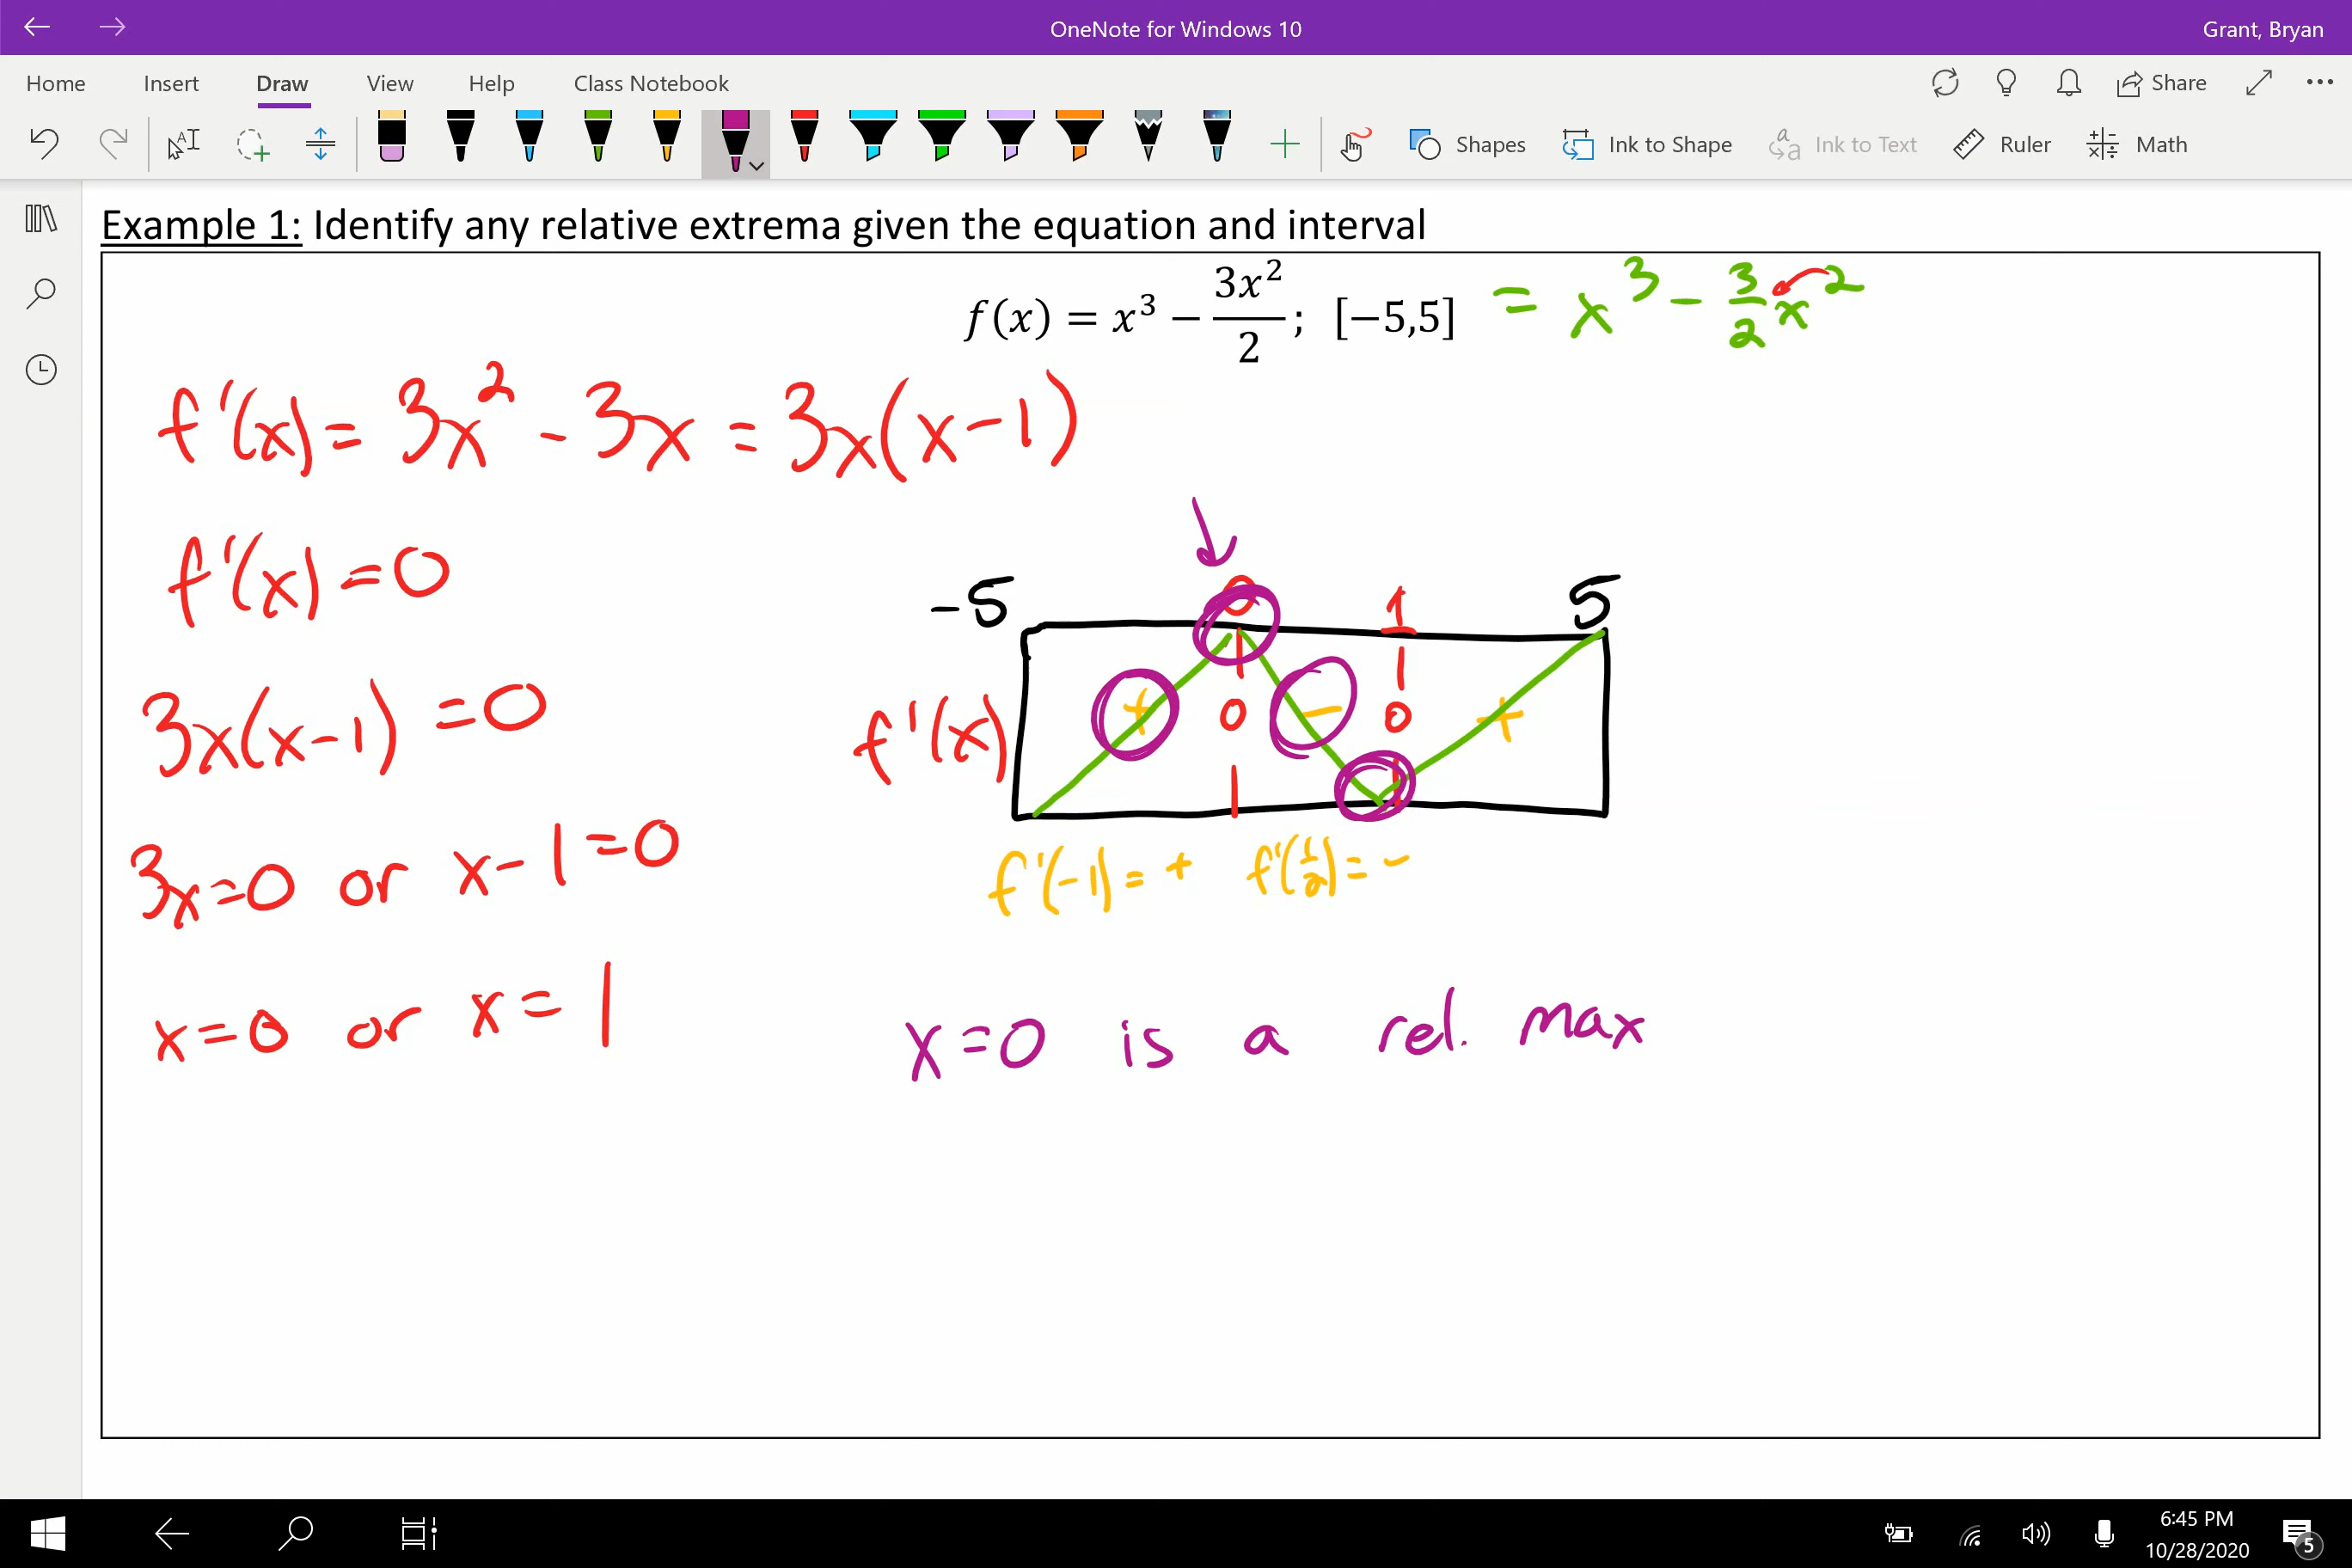 OneNote for Windows 10
Grant, Bryan
Home Insert Draw View Help Class Notebook
Share
Shapes Ink to Shape Ink to Text Ruler Math
Example 1: Identify any relative extrema given the equation and interval
f(x) = x³ − 3x²/2; [−5,5] = x³ − 3/2 x²
f'(x) = 3x² - 3x = 3x(x-1)
f'(x) = 0
-5 0 1 5
3x(x-1) = 0
f'(x) + 0 − 0 +
3x=0 or x-1=0
f'(-1) = + f'(1/2) = -
x=0 or x=1
x=0 is a rel. max
6:45 PM
10/28/2020
5